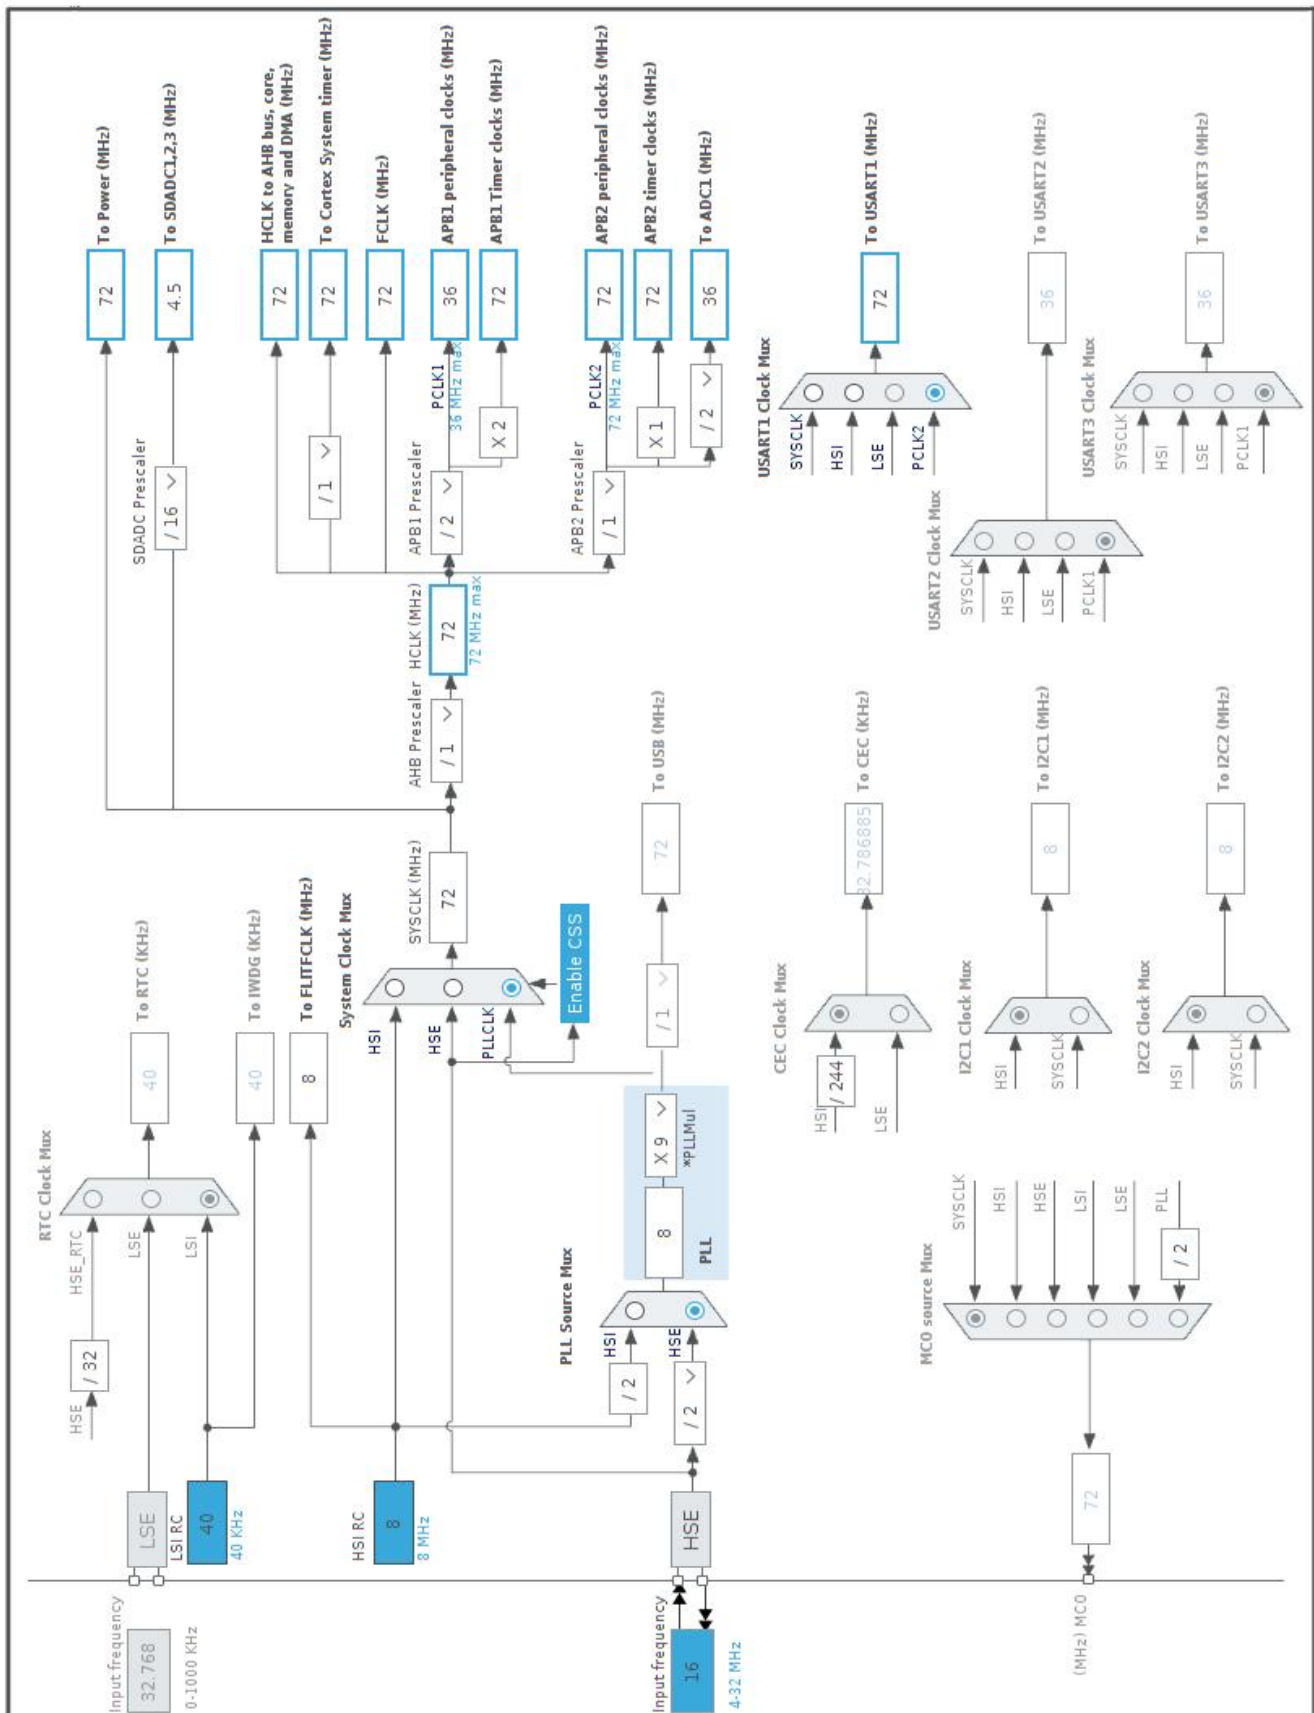 RTC Clock Mux
HSE
/ 32
HSE_RTC
Input frequency
32.768
0-1000 KHz
LSE
LSE
LSI RC
40
40 KHz
LSI
40
To RTC (KHz)
40
To IWDG (KHz)
8
To FLITFCLK (MHz)
HSI RC
8
8 MHz
System Clock Mux
HSI
HSE
PLLCLK
Enable CSS
SYSCLK (MHz)
72
72
To Power (MHz)
SDADC Prescaler
/ 16
4.5
To SDADC1,2,3 (MHz)
AHB Prescaler
/ 1
HCLK (MHz)
72
72 MHz max
72
HCLK to AHB bus, core,
memory and DMA (MHz)
/ 1
72
To Cortex System timer (MHz)
72
FCLK (MHz)
APB1 Prescaler
/ 2
PCLK1
36 MHz max
36
APB1 peripheral clocks (MHz)
X 2
72
APB1 Timer clocks (MHz)
APB2 Prescaler
/ 1
PCLK2
72 MHz max
72
APB2 peripheral clocks (MHz)
X 1
72
APB2 timer clocks (MHz)
/ 2
36
To ADC1 (MHz)
PLL Source Mux
/ 2
HSI
Input frequency
16
4-32 MHz
HSE
/ 2
HSE
8
X 9
*PLLMul
PLL
/ 1
72
To USB (MHz)
USART1 Clock Mux
SYSCLK
HSI
LSE
PCLK2
72
To USART1 (MHz)
CEC Clock Mux
HSI
/ 244
LSE
32.786885
To CEC (KHz)
USART2 Clock Mux
SYSCLK
HSI
LSE
PCLK1
36
To USART2 (MHz)
MCO source Mux
SYSCLK
HSI
HSE
LSI
LSE
PLL
/ 2
72
(MHz) MCO
I2C1 Clock Mux
HSI
SYSCLK
8
To I2C1 (MHz)
USART3 Clock Mux
SYSCLK
HSI
LSE
PCLK1
36
To USART3 (MHz)
I2C2 Clock Mux
HSI
SYSCLK
8
To I2C2 (MHz)